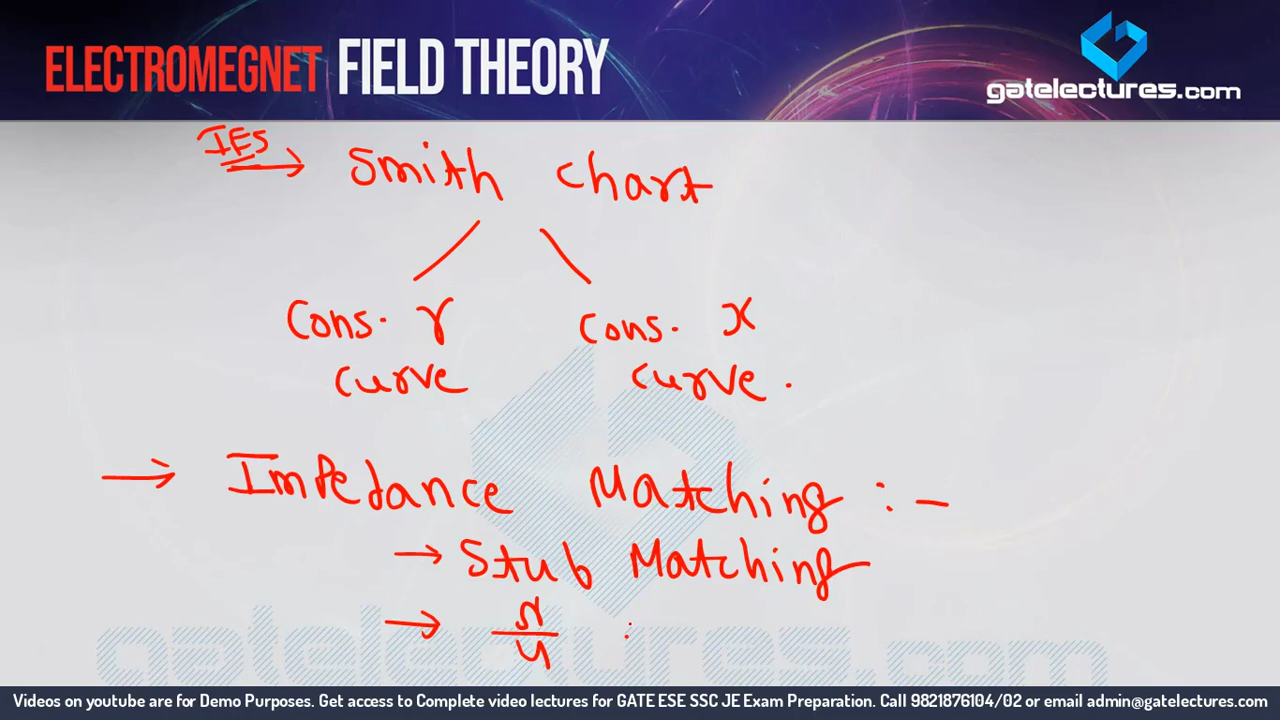 ELECTROMEGNET FIELD THEORY
gatelectures.com
IES → Smith chart
Cons. r curve
Cons. x curve.
→ Impedance Matching :-
→ Stub Matching
→ λ/4 :
gatelectures.com
Videos on youtube are for Demo Purposes. Get access to Complete video lectures for GATE ESE SSC JE Exam Preparation. Call 9821876104/02 or email admin@gatelectures.com